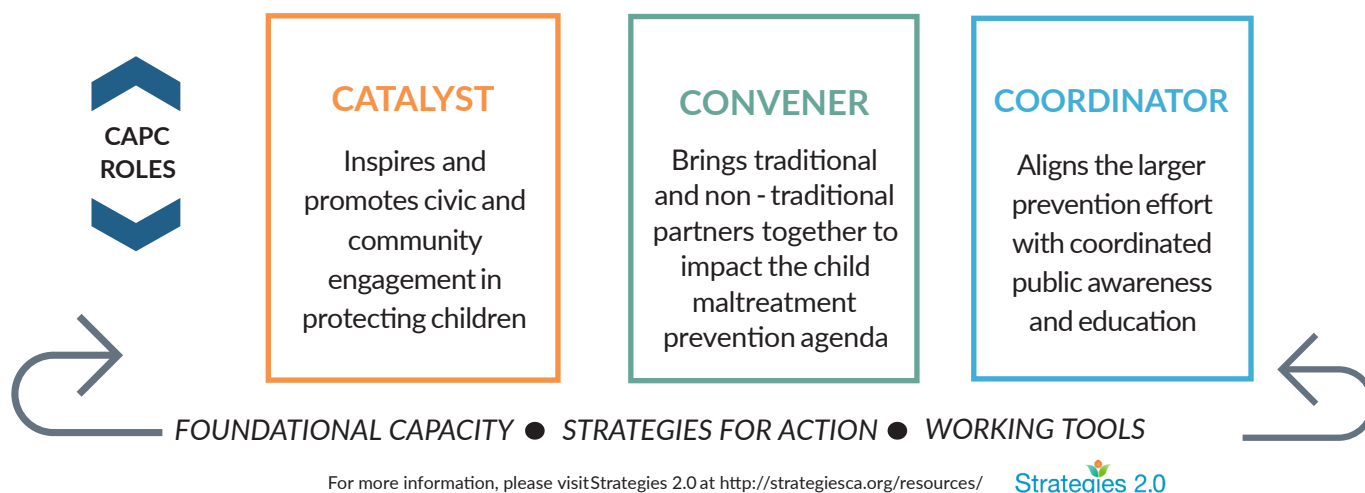 CAPC
ROLES
CATALYST
Inspires and
promotes civic and
community
engagement in
protecting children
CONVENER
Brings traditional
and non - traditional
partners together to
impact the child
maltreatment
prevention agenda
COORDINATOR
Aligns the larger
prevention effort
with coordinated
public awareness
and education
FOUNDATIONAL CAPACITY ● STRATEGIES FOR ACTION ● WORKING TOOLS
For more information, please visit Strategies 2.0 at http://strategiesca.org/resources/
Strategies 2.0